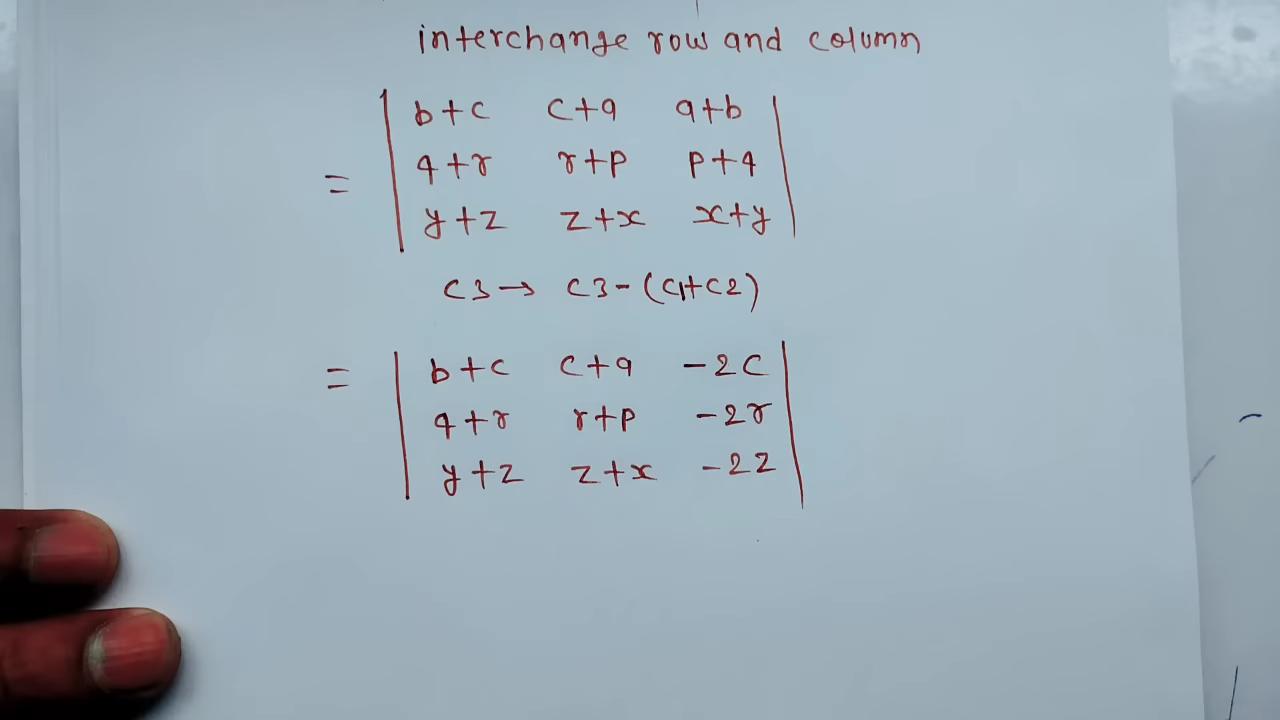 interchange row and column
= | b+c c+a a+b |
| q+r r+p p+q |
| y+z z+x x+y |
C3→ C3-(C1+C2)
= | b+c c+a -2c |
| q+r r+p -2r |
| y+z z+x -2z |